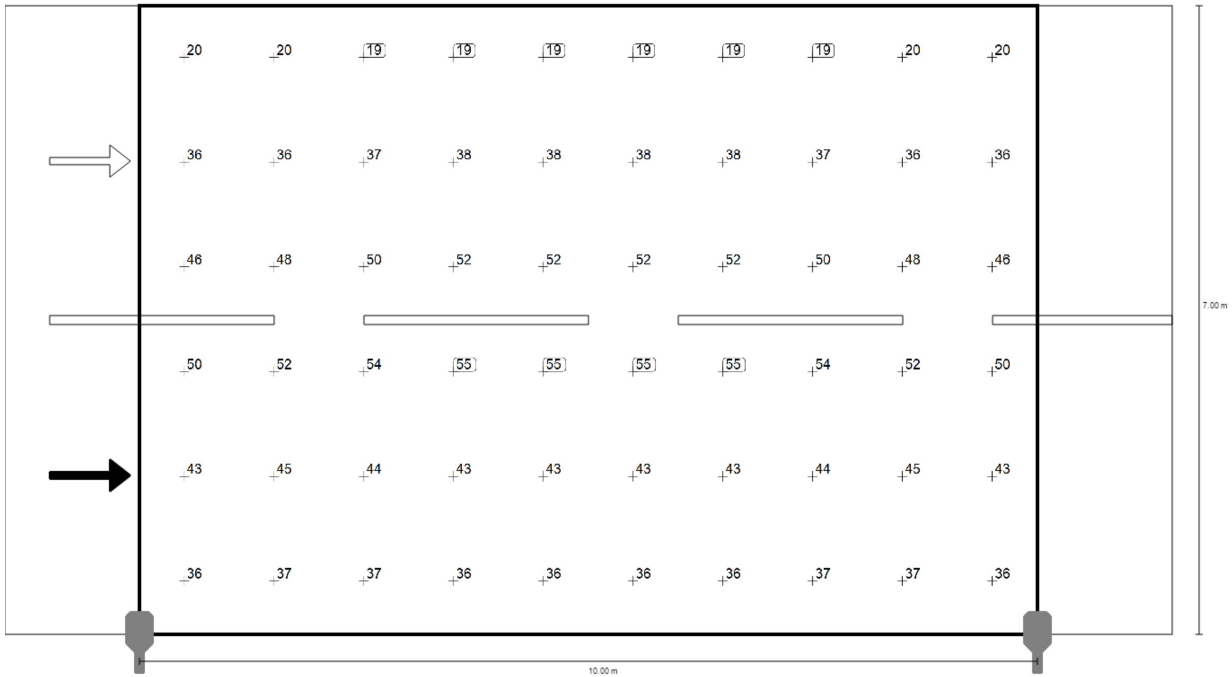 20 20 19 19 19 19 19 19 20 20
36 36 37 38 38 38 38 37 36 36
46 48 50 52 52 52 52 50 48 46
7.00 m
50 52 54 55 55 55 55 54 52 50
43 45 44 43 43 43 43 44 45 43
36 37 37 36 36 36 36 37 37 36
10.00 m